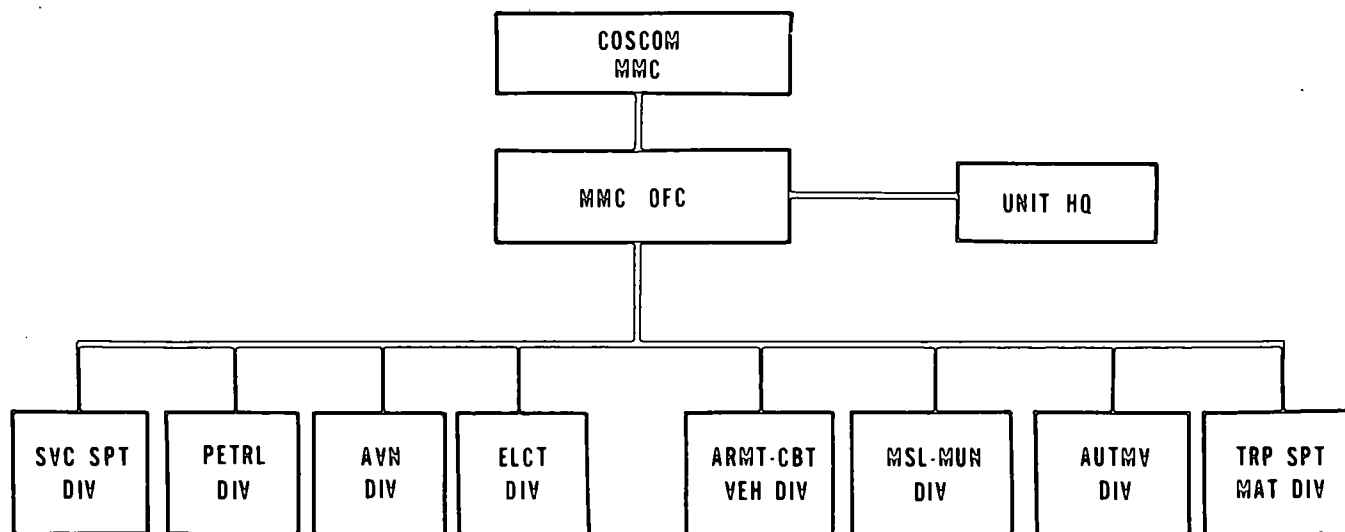 COSCOM
MMC
MMC OFC
UNIT HQ
SVC SPT
DIV
PETRL
DIV
AVN
DIV
ELCT
DIV
ARMT-CBT
VEH DIV
MSL-MUN
DIV
AUTMV
DIV
TRP SPT
MAT DIV